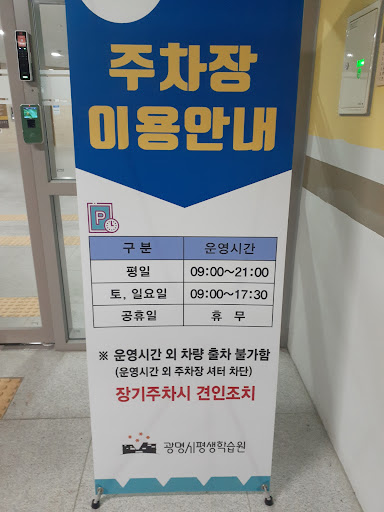 주차장
이용안내
P
구 분 운영시간
평일 09:00~21:00
토, 일요일 09:00~17:30
공휴일 휴 무
※ 운영시간 외 차량 출차 불가함
(운영시간 외 주차장 셔터 차단)
장기주차시 견인조치
광명시평생학습원